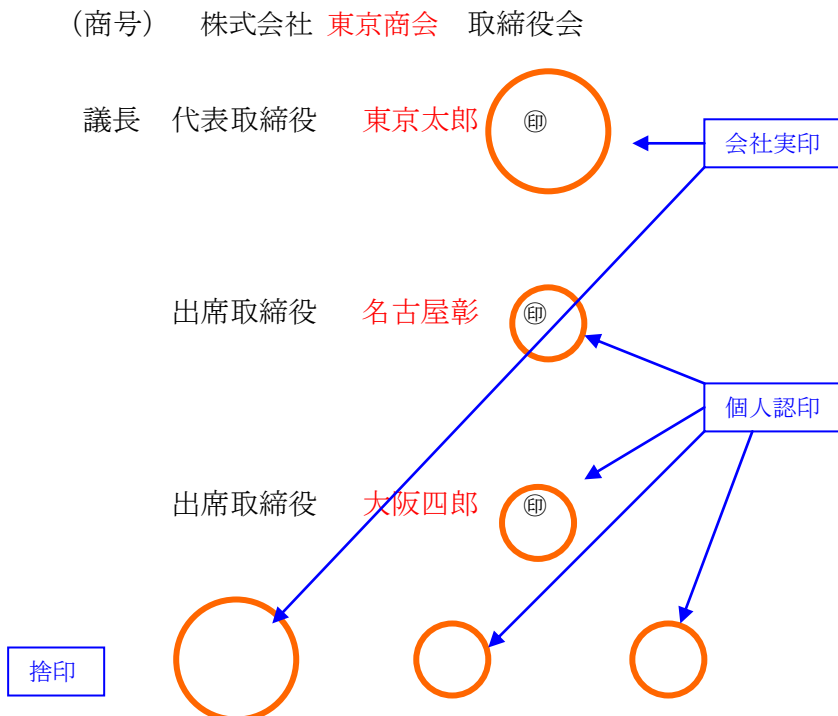 (商号) 株式会社 東京商会 取締役会
議長 代表取締役 東京太郎 ㊞
会社実印
出席取締役 名古屋彰 ㊞
個人認印
出席取締役 大阪四郎 ㊞
捨印